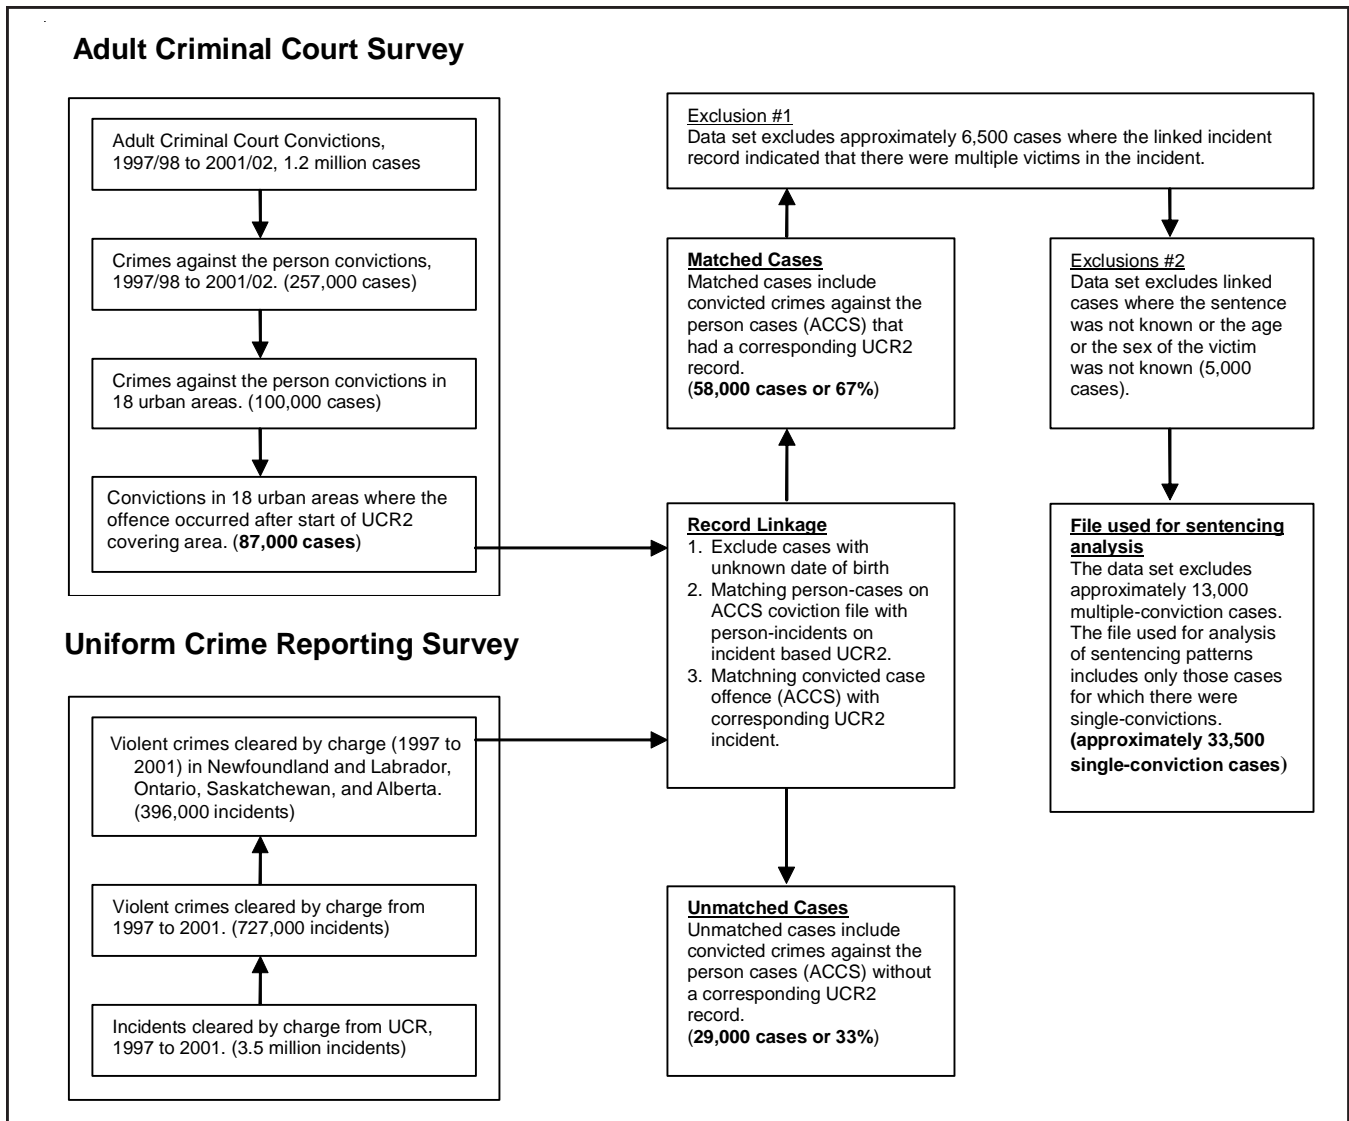 Adult Criminal Court Survey
Adult Criminal Court Convictions,
1997/98 to 2001/02, 1.2 million cases
Crimes against the person convictions,
1997/98 to 2001/02. (257,000 cases)
Crimes against the person convictions in
18 urban areas. (100,000 cases)
Convictions in 18 urban areas where the
offence occurred after start of UCR2
covering area. (87,000 cases)
Uniform Crime Reporting Survey
Violent crimes cleared by charge (1997 to
2001) in Newfoundland and Labrador,
Ontario, Saskatchewan, and Alberta.
(396,000 incidents)
Violent crimes cleared by charge from
1997 to 2001. (727,000 incidents)
Incidents cleared by charge from UCR,
1997 to 2001. (3.5 million incidents)
Exclusion #1
Data set excludes approximately 6,500 cases where the linked incident
record indicated that there were multiple victims in the incident.
Matched Cases
Matched cases include
convicted crimes against the
person cases (ACCS) that
had a corresponding UCR2
record.
(58,000 cases or 67%)
Record Linkage
1. Exclude cases with
unknown date of birth
2. Matching person-cases on
ACCS coviction file with
person-incidents on
incident based UCR2.
3. Matchning convicted case
offence (ACCS) with
corresponding UCR2
incident.
Unmatched Cases
Unmatched cases include
convicted crimes against the
person cases (ACCS) without
a corresponding UCR2
record.
(29,000 cases or 33%)
Exclusions #2
Data set excludes linked
cases where the sentence
was not known or the age
or the sex of the victim
was not known (5,000
cases).
File used for sentencing
analysis
The data set excludes
approximately 13,000
multiple-conviction cases.
The file used for analysis
of sentencing patterns
includes only those cases
for which there were
single-convictions.
(approximately 33,500
single-conviction cases)